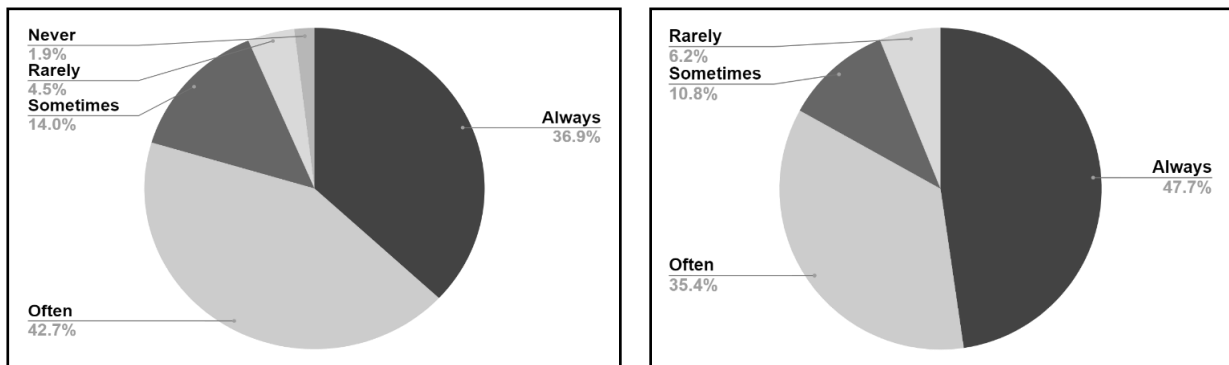 Never
1.9%
Rarely
4.5%
Sometimes
14.0%
Always
36.9%
Often
42.7%
Rarely
6.2%
Sometimes
10.8%
Always
47.7%
Often
35.4%